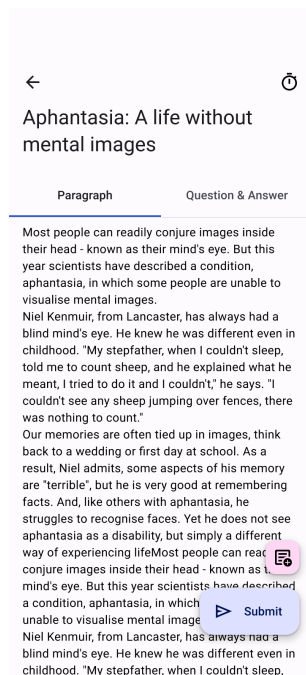 Aphantasia: A life without
mental images
Paragraph
Question & Answer
Most people can readily conjure images inside
their head - known as their mind's eye. But this
year scientists have described a condition,
aphantasia, in which some people are unable to
visualise mental images.
Niel Kenmuir, from Lancaster, has always had a
blind mind's eye. He knew he was different even in
childhood. "My stepfather, when I couldn't sleep,
told me to count sheep, and he explained what he
meant, I tried to do it and I couldn't," he says. "I
couldn't see any sheep jumping over fences, there
was nothing to count."
Our memories are often tied up in images, think
back to a wedding or first day at school. As a
result, Niel admits, some aspects of his memory
are "terrible", but he is very good at remembering
facts. And, like others with aphantasia, he
struggles to recognise faces. Yet he does not see
aphantasia as a disability, but simply a different
way of experiencing lifeMost people can
conjure images inside their head - known as
mind's eye. But this year scientists have described
a condition, aphantasia, in which
unable to visualise mental
Submit
Niel Kenmuir, from Lancaster, has always had a
blind mind's eye. He knew he was different even in
childhood. "My stepfather, when I couldn't sleep,